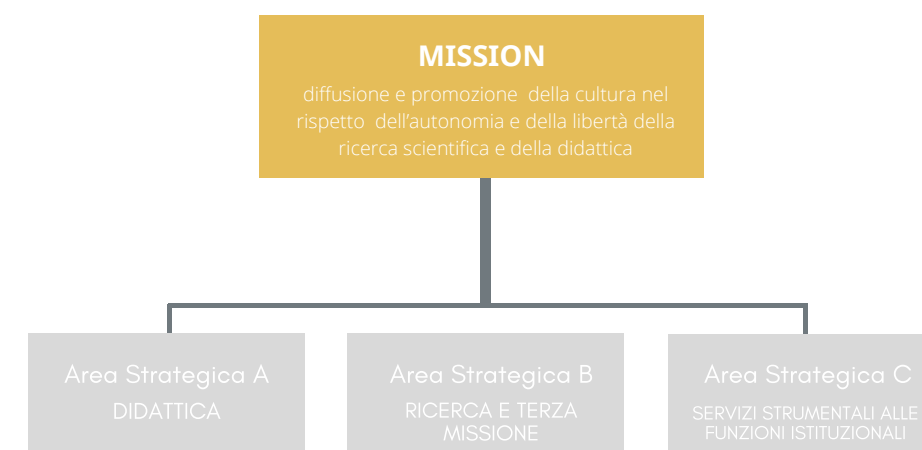 MISSION
diffusione e promozione della cultura nel
rispetto dell'autonomia e della libertà della
ricerca scientifica e della didattica
Area Strategica A
DIDATTICA
Area Strategica B
RICERCA E TERZA
MISSIONE
Area Strategica C
SERVIZI STRUMENTALI ALLE
FUNZIONI ISTITUZIONALI